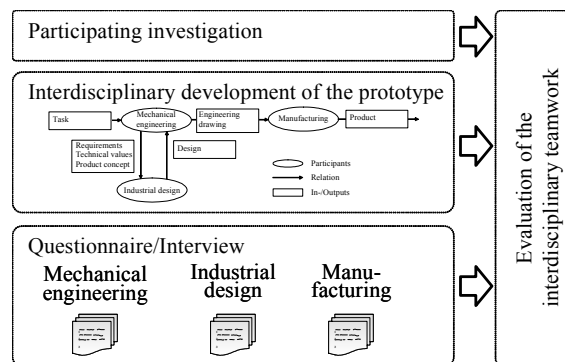 Participating investigation
Interdisciplinary development of the prototype
Task
Mechanical
engineering
Engineering
drawing
Manufacturing
Product
Requirements
Technical values
Product concept
Design
Industrial design
Participants
Relation
In-/Outputs
Questionnaire/Interview
Mechanical
engineering
Industrial
design
Manu-
facturing
Evaluation of the
interdisciplinary teamwork